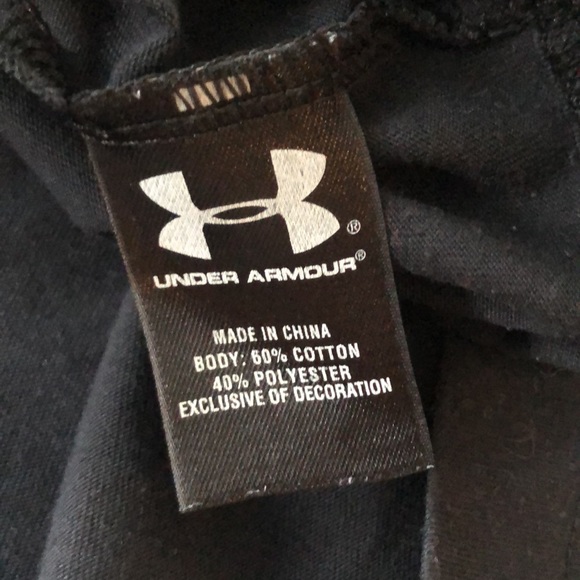 ®
UNDER ARMOUR®
MADE IN CHINA
BODY: 60% COTTON
40% POLYESTER
EXCLUSIVE OF DECORATION